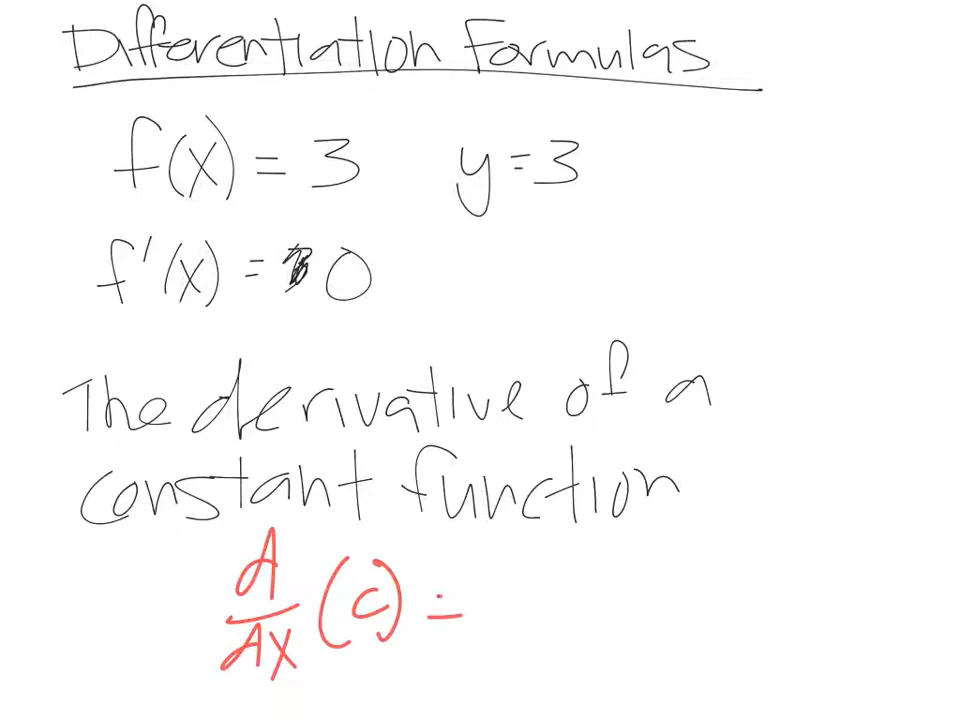 Differentiation Formulas
f(x) = 3 y = 3
f'(x) = 0
The derivative of a
constant function
d/dx (c) =